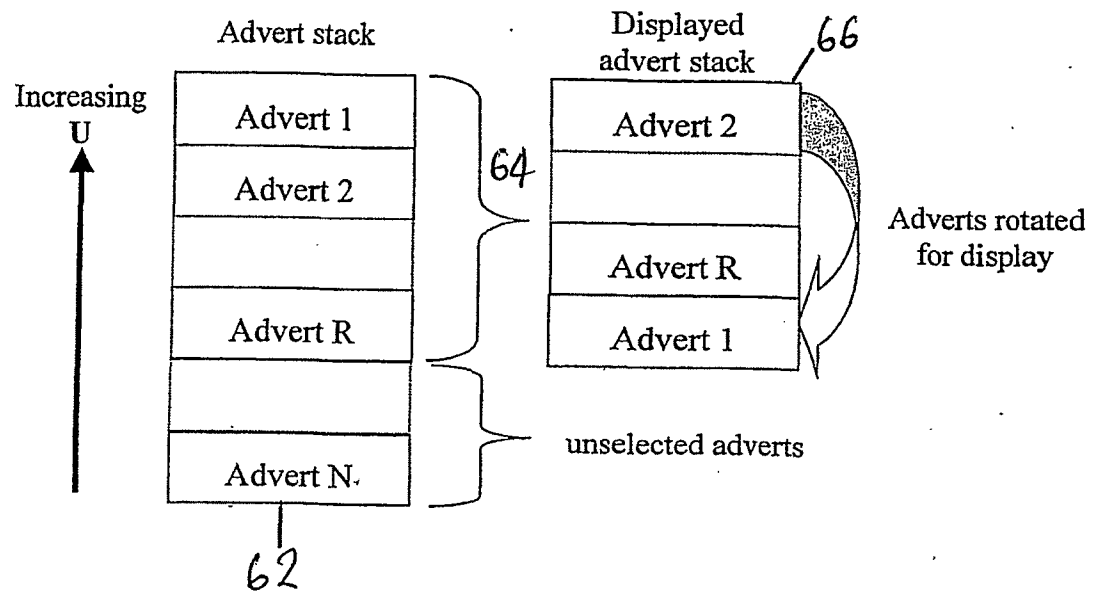 Advert stack
Displayed
advert stack
66
Increasing
U
Advert 1
Advert 2
Advert R
Advert N
64
Advert 2
Advert R
Advert 1
Adverts rotated
for display
unselected adverts
62